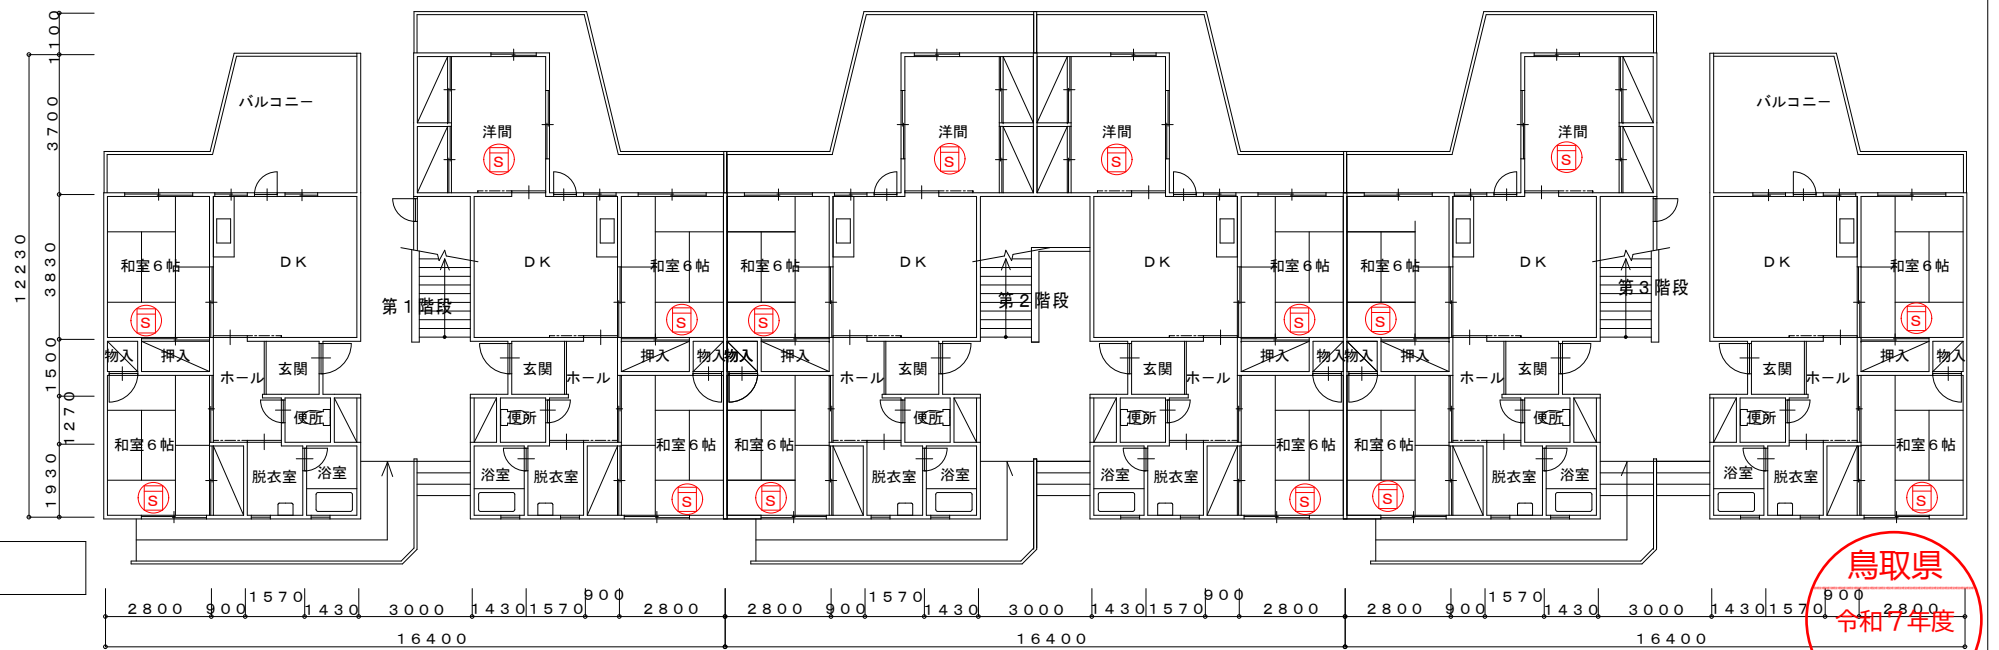 1100
3700
12230
3830
1500
1270
1930
バルコニー
バルコニー
洋間
洋間
洋間
洋間
S
S
S
S
和室6帖
DK
DK
和室6帖
和室6帖
DK
DK
和室6帖
和室6帖
DK
DK
和室6帖
第1階段
第2階段
第3階段
S
S
S
S
S
S
物入
押入
押入
物入
物入
押入
押入
物入
物入
押入
押入
物入
ホール
玄関
玄関
ホール
ホール
玄関
玄関
ホール
ホール
玄関
玄関
ホール
便所
便所
便所
便所
便所
便所
和室6帖
和室6帖
和室6帖
和室6帖
和室6帖
和室6帖
脱衣室
浴室
浴室
脱衣室
脱衣室
浴室
浴室
脱衣室
脱衣室
浴室
浴室
脱衣室
S
S
S
S
S
S
2800 900 1570 1430 3000 1430 1570 900 2800 2800 900 1570 1430 3000 1430 1570 900 2800 2800 900 1570 1430 3000 1430 1570 900 2800
16400 16400 16400
鳥取県
令和7年度